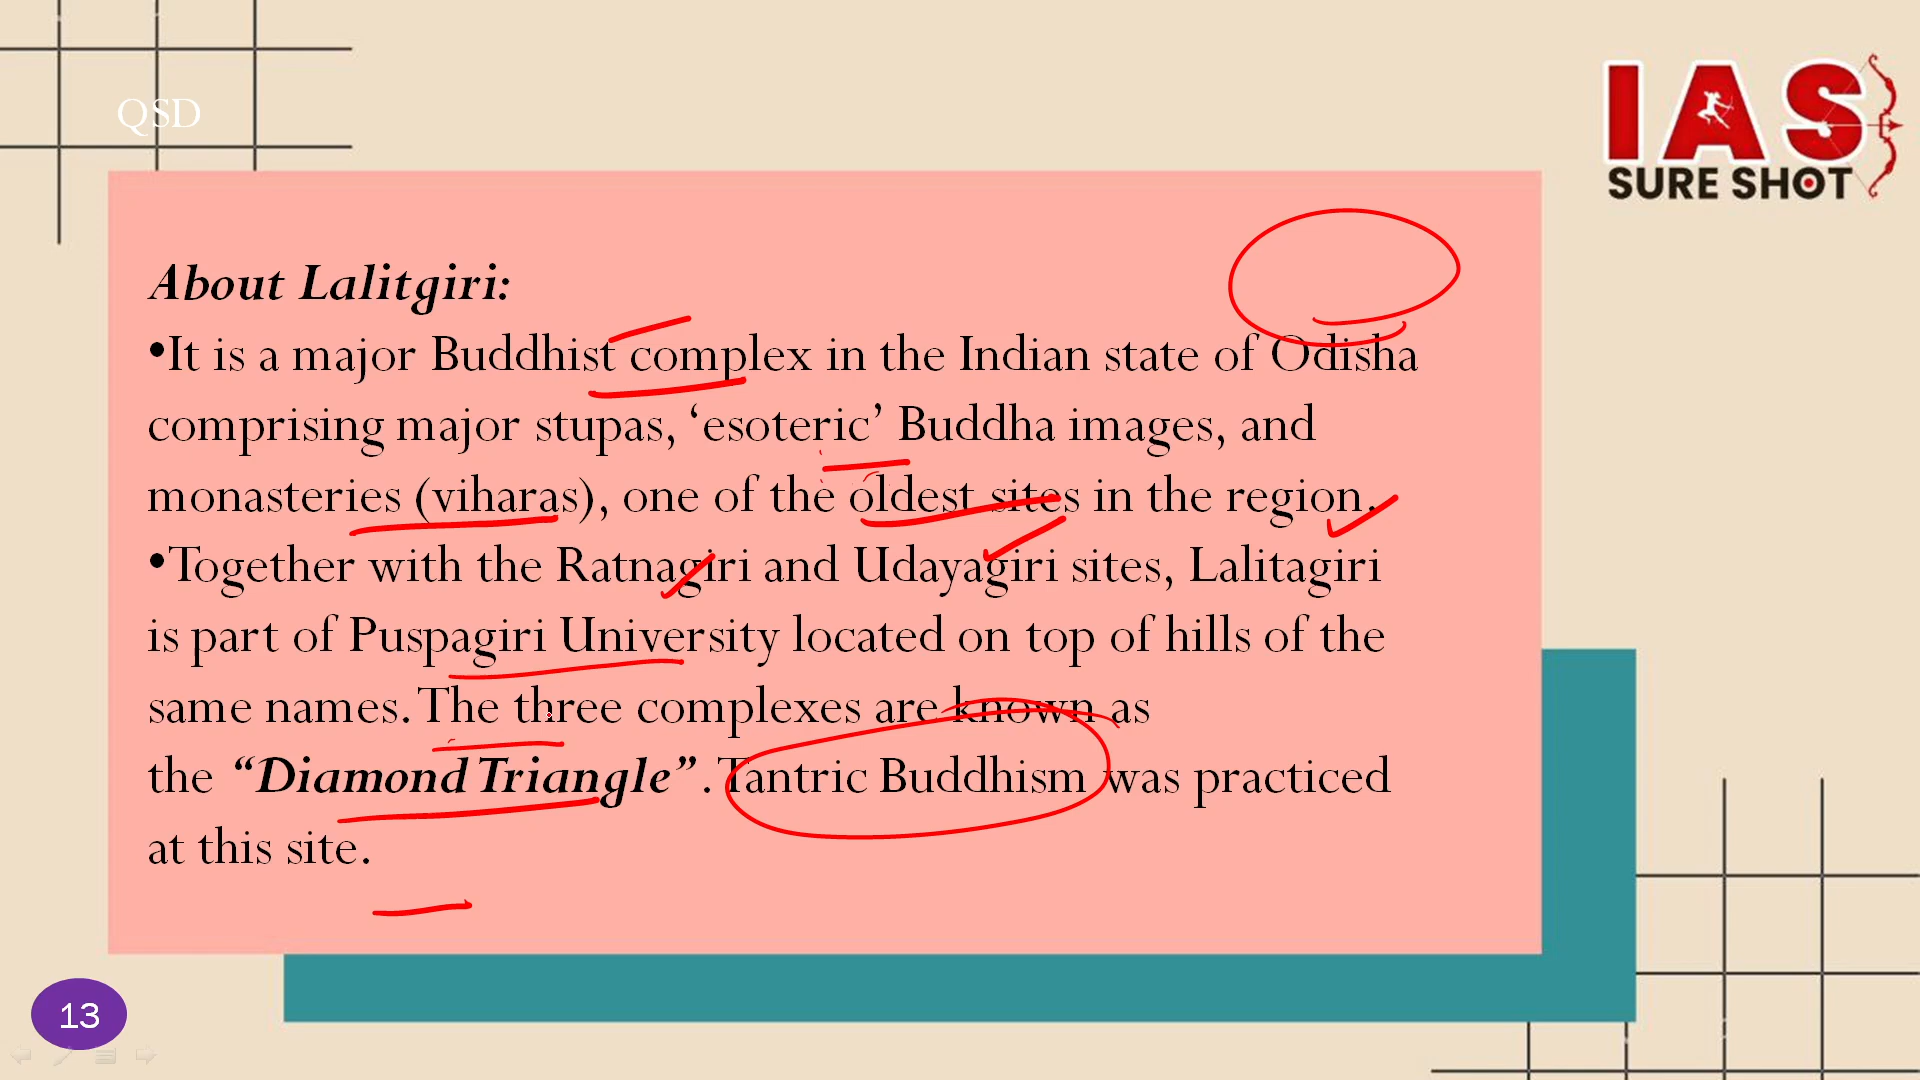 QSD
IAS
SURE SHOT
About Lalitgiri:
•It is a major Buddhist complex in the Indian state of Odisha
comprising major stupas, ‘esoteric’ Buddha images, and
monasteries (viharas), one of the oldest sites in the region.
•Together with the Ratnagiri and Udayagiri sites, Lalitagiri
is part of Puspagiri University located on top of hills of the
same names. The three complexes are known as
the “Diamond Triangle” . Tantric Buddhism was practiced
at this site.
13